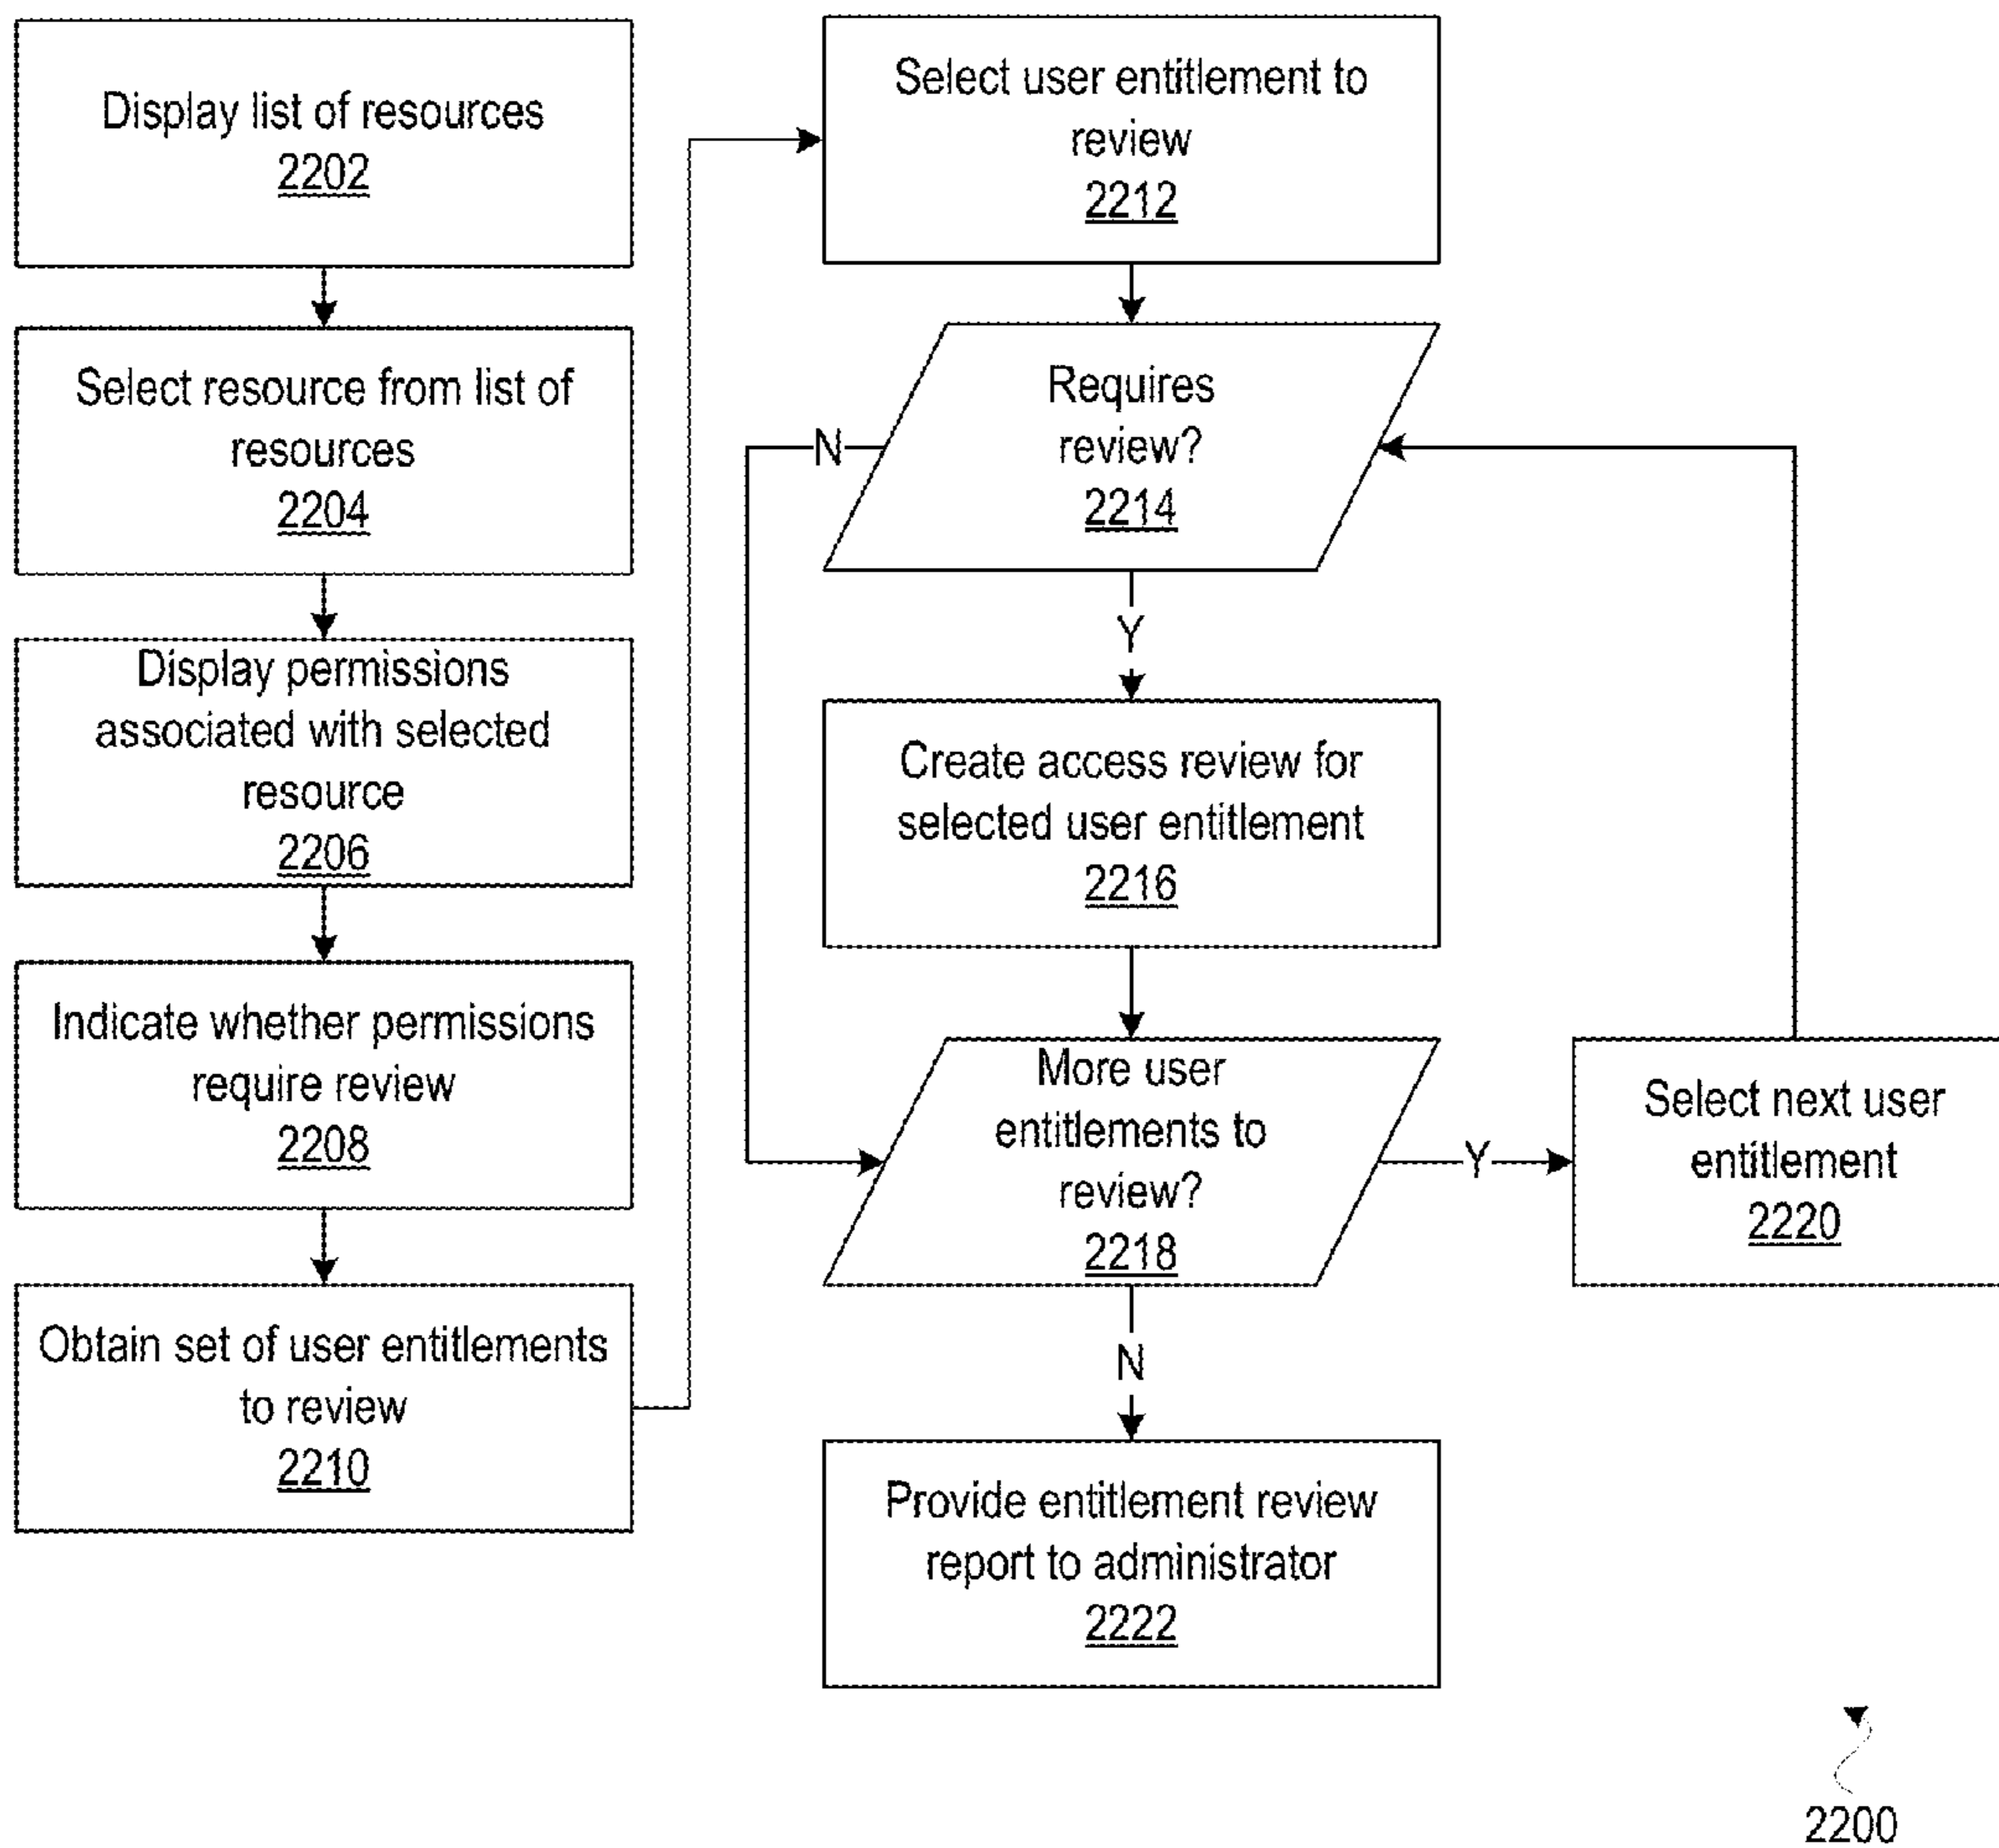 Display list of resources
2202
Select resource from list of
resources
2204
Display permissions
associated with selected
resource
2206
Indicate whether permissions
require review
2208
Obtain set of user entitlements
to review
2210
Select user entitlement to
review
2212
Requires
review?
2214
N
Y
Create access review for
selected user entitlement
2216
More user
entitlements to
review?
2218
Y
Select next user
entitlement
2220
N
Provide entitlement review
report to administrator
2222
2200